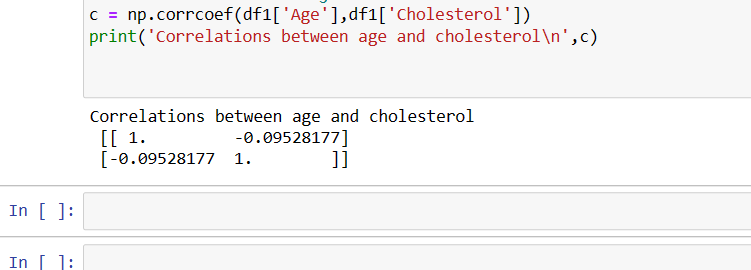 c = np.corrcoef(df1['Age'],df1['Cholesterol'])
print('Correlations between age and cholesterol\n',c)
Correlations between age and cholesterol
[[ 1.         -0.09528177]
[-0.09528177  1.        ]]
In [ ]:
In [ ]: